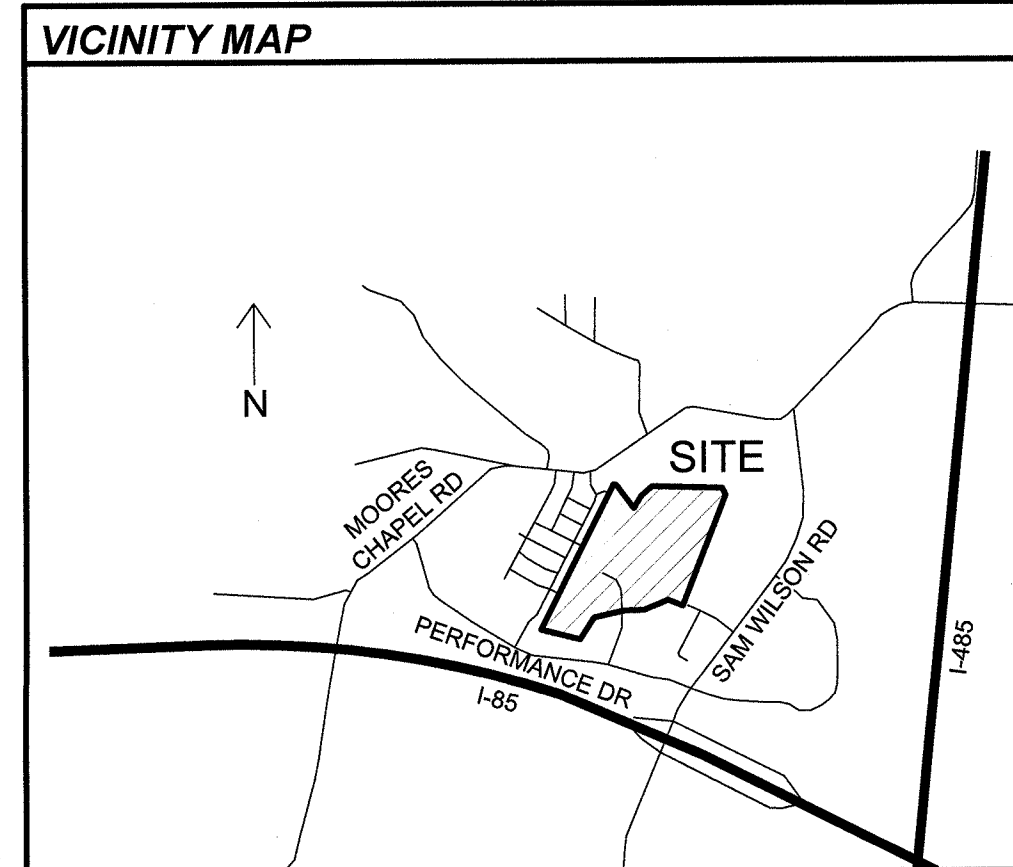 VICINITY MAP
N
SITE
MOORES
CHAPEL RD
SAM WILSON RD
PERFORMANCE DR
I-85
I-485